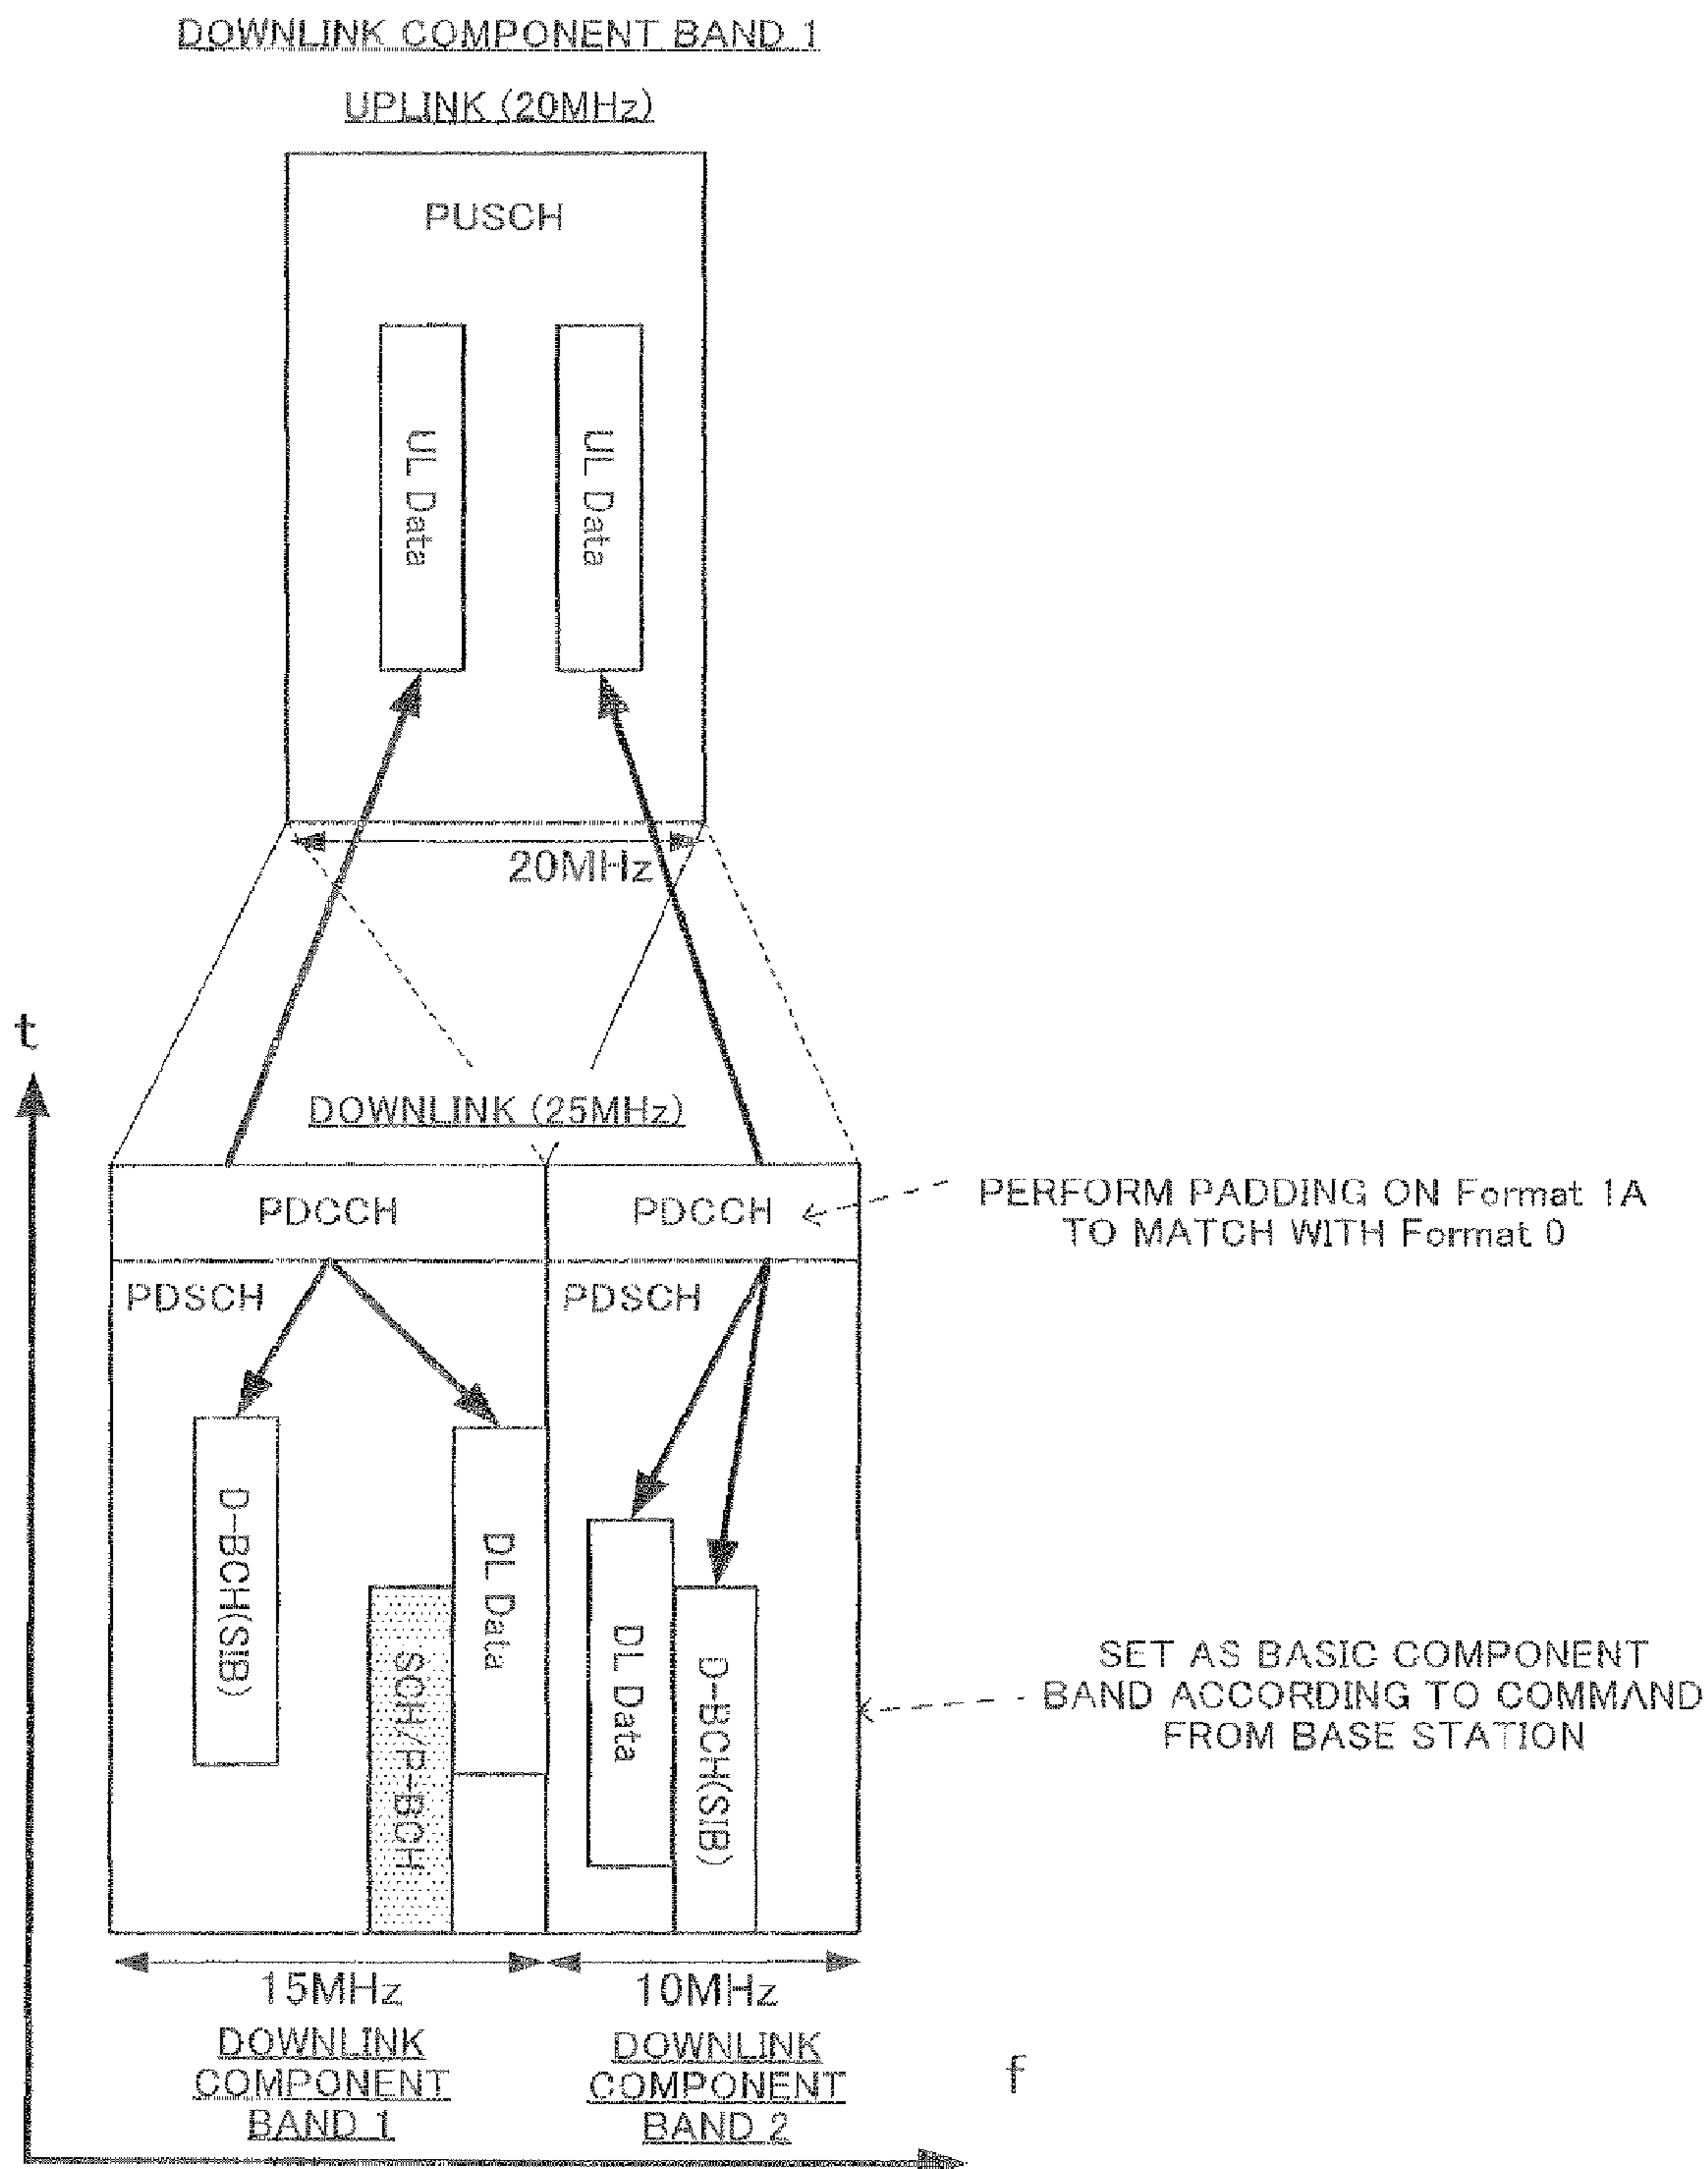 DOWNLINK COMPONENT BAND 1
UPLINK (20MHz)
PUSCH
UL Data
UL Data
20MHz
t
DOWNLINK (25MHz)
PDCCH
PDCCH
PERFORM PADDING ON Format 1A
TO MATCH WITH Format 0
PDSCH
PDSCH
D-BCH(SIB)
SCH/P-BCH
DL Data
DL Data
D-BCH(SIB)
SET AS BASIC COMPONENT
BAND ACCORDING TO COMMAND
FROM BASE STATION
15MHz
10MHz
DOWNLINK
COMPONENT
BAND 1
DOWNLINK
COMPONENT
BAND 2
f